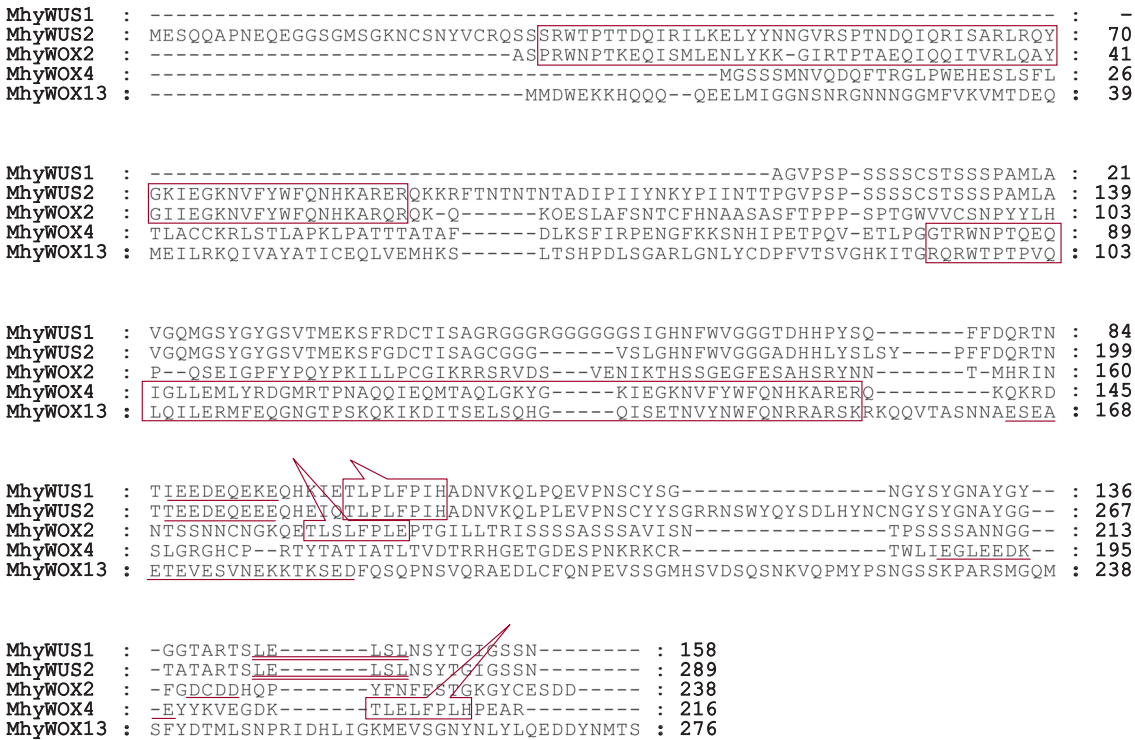 MhyWUS1 : ---------------------------------------------------------------------- : –
MhyWUS2 : MESQQAPNEQEGGSGMSGKNCSNYVCRQSSSRWTPTTDQIRILKELYYNNGVRSPTNDQIQRISARLRQY : 70
MhyWOX2 : ----------------------------ASPRWNPTKEQISMLENLYKK-GIRTPTAEQIQQITVRLQAY : 41
MhyWOX4 : --------------------------------------------MGSSSMNVQDQFTRGLPWEHESLSFL : 26
MhyWOX13 : -----------------------------MMDWEKKHQQQ--QEELMIGGNSNRGNNNGGMFVKVMTDEQ : 39
MhyWUS1 : ------------------------------------------------AGVPSP-SSSSCSTSSSPAMLA : 21
MhyWUS2 : GKIEGKNVFYWFQNHKARERQKKRFTNTNTNTADIPIIYNKYPIINTTPGVPSP-SSSSCSTSSSPAMLA : 139
MhyWOX2 : GIIEGKNVFYWFQNHKARQRQK-Q------KOESLAFSNTCFHNAASASFTPPP-SPTGWVVCSNPYYLH : 103
MhyWOX4 : TLACCKRLSTLAPKLPATTTATAF------DLKSFIRPENGFKKSNHIPETPQV-ETLPGGTRWNPTQEQ : 89
MhyWOX13 : MEILRKQIVAYATICEQLVEMHKS------LTSHPDLSGARLGNLYCDPFVTSVGHKITGRQRWTPTPVQ : 103
MhyWUS1 : VGQMGSYGYGSVTMEKSFRDCTISAGRGGGRGGGGGGSIGHNFWVGGGTDHHPYSQ-------FFDQRTN : 84
MhyWUS2 : VGQMGSYGYGSVTMEKSFGDCTISAGCGGG------VSLGHNFWVGGGADHHLYSLSY----PFFDQRTN : 199
MhyWOX2 : P--QSEIGPFYPQYPKILLPCGIKRRSRVDS-----VENIKTHSSGEGFESAHSRYNN-----T-MHRIN : 160
MhyWOX4 : IGLLEMLYRDGMRTPNAQQIEQMTAQLGKYG-----KIEGKNVFYWFQNHKARERQ---------KQKRD : 145
MhyWOX13 : LQILERMFEQGNGTPSKQKIKDITSELSQHG-----QISETNVYNWFQNRRARSKRKQQVTASNNAESEA : 168
MhyWUS1 : TIEEDEQEKEQHKIETLPLFPIHADNVKQLPQEVPNSCYSG----------------NGYSYGNAYGY-- : 136
MhyWUS2 : TTEEDEQEEEQHEIQTLPLFPIHADNVKQLPLEVPNSCYYSGRRNSWYQYSDLHYNCNGYSYGNAYGY-- : 267
MhyWOX2 : NTSSNNCNGKQETLSLFPLEPTGILLTRISSSSASSSAVISN---------------TPSSSSANNGG-- : 213
MhyWOX4 : SLGRGHCP--RTYTATIATLTVDTRRHGETGDESPNKRKCR----------------TWLIEGLEEDK-- : 195
MhyWOX13 : ETEVESVNEKKTKSEDFQSQPNSVQRAEDLCFQNPEVSSGMHSVDSQSNKVQPMYPSNGSSKPARSMGQM : 238
MhyWUS1 : -GGTARTSLE-------LSLNSYTGIGSSN-------- : 158
MhyWUS2 : -TATARTSLE-------LSLNSYTGIGSSN-------- : 289
MhyWOX2 : -FGDCDDHQP-------YFNFFSTGKGYCESDD----- : 238
MhyWOX4 : -EYYKVEGDK-------TLELFPLHPEAR--------- : 216
MhyWOX13 : SFYDTMLSNPRIDHLIGKMEVSGNYNLYLQEDDYNMTS : 276